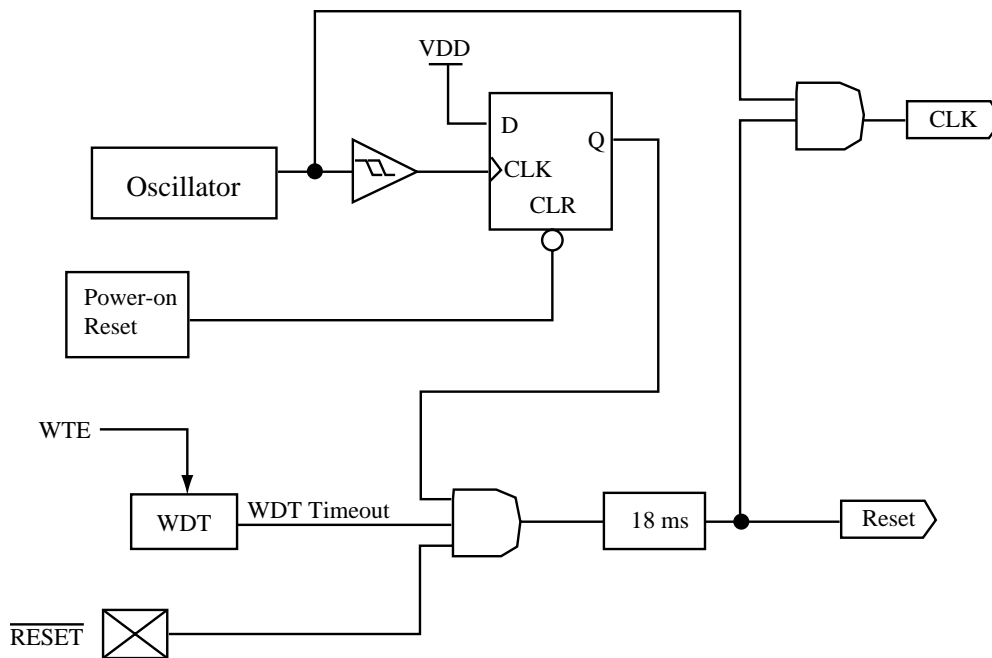 VDD
D
Q
CLK
CLR
CLK
Oscillator
Power-on
Reset
WTE
WDT
WDT Timeout
18 ms
Reset
RESET